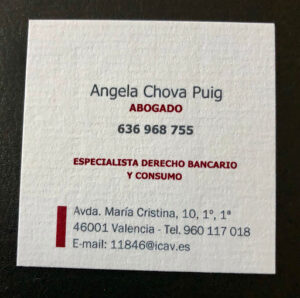 Angela Chova Puig
ABOGADO
636 968 755
ESPECIALISTA DERECHO BANCARIO
Y CONSUMO
Avda. María Cristina, 10, 1º, 1ª
46001 Valencia - Tel. 960 117 018
E-mail: 11846@icav.es